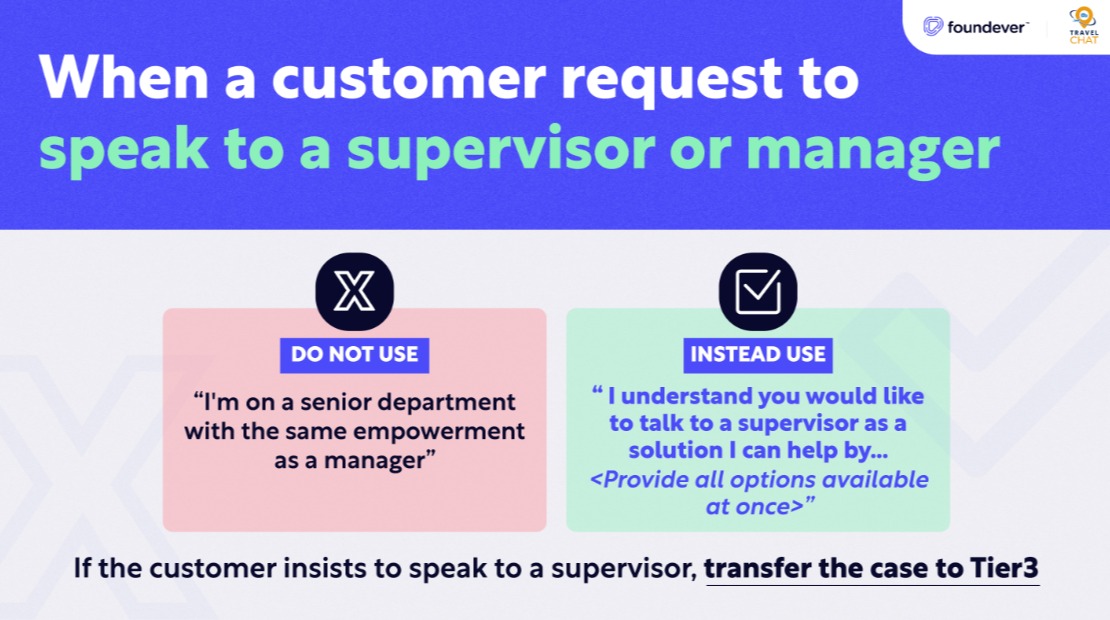 foundever™
TRAVEL
CHAT
When a customer request to
speak to a supervisor or manager
DO NOT USE
“I'm on a senior department
with the same empowerment
as a manager”
INSTEAD USE
“ I understand you would like
to talk to a supervisor as a
solution I can help by...
<Provide all options available
at once>”
If the customer insists to speak to a supervisor, transfer the case to Tier3